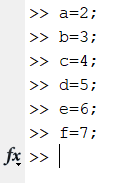 >> a=2;
>> b=3;
>> c=4;
>> d=5;
>> e=6;
>> f=7;
fx >>